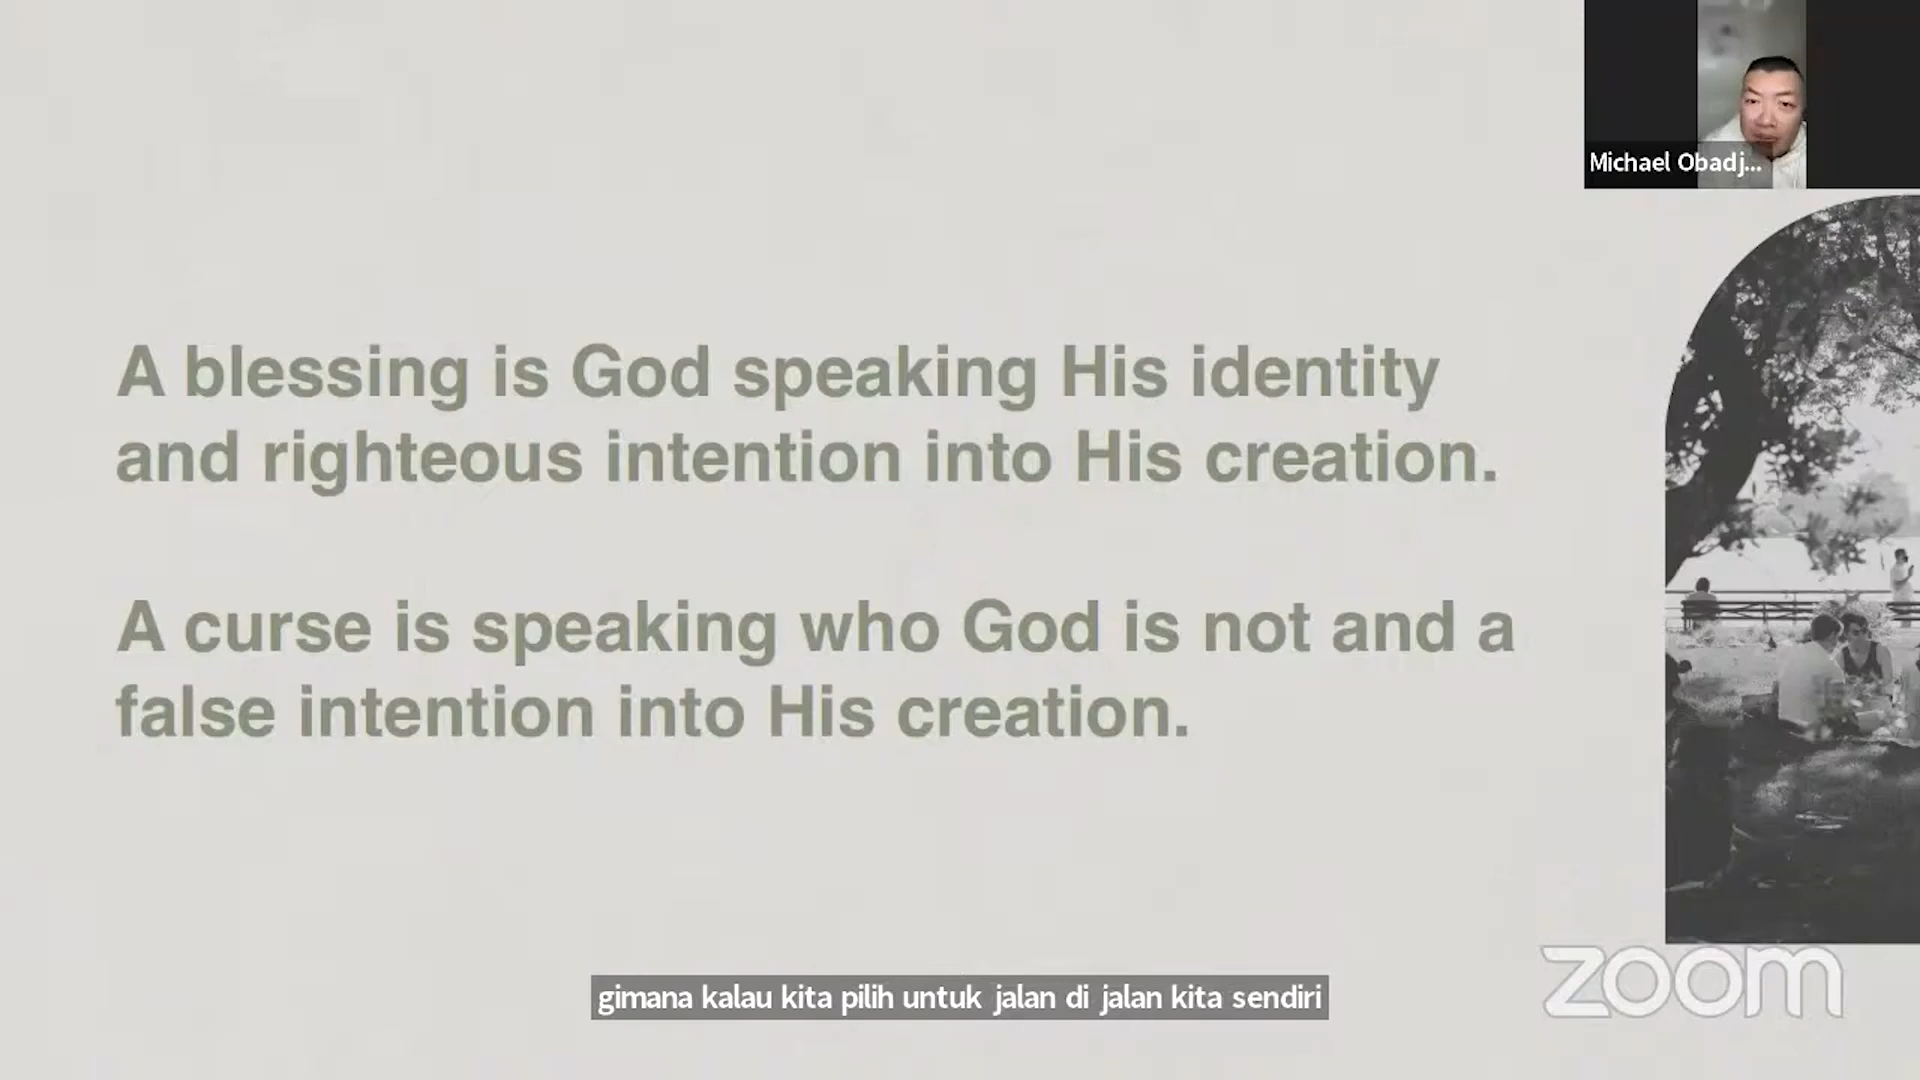 Michael Obadj...
A blessing is God speaking His identity
and righteous intention into His creation.
A curse is speaking who God is not and a
false intention into His creation.
gimana kalau kita pilih untuk jalan di jalan kita sendiri
zoom